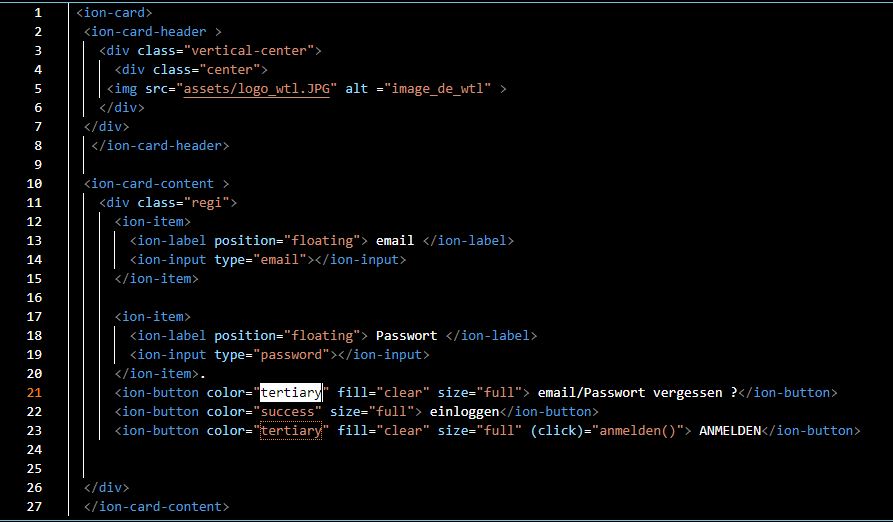 1 <ion-card>
2 <ion-card-header >
3 <div class="vertical-center">
4 <div class="center">
5 <img src="assets/logo_wtl.JPG" alt ="image_de_wtl" >
6 </div>
7 </div>
8 </ion-card-header>
9
10 <ion-card-content >
11 <div class="regi">
12 <ion-item>
13 <ion-label position="floating"> email </ion-label>
14 <ion-input type="email"></ion-input>
15 </ion-item>
16
17 <ion-item>
18 <ion-label position="floating"> Passwort </ion-label>
19 <ion-input type="password"></ion-input>
20 </ion-item>.
21 <ion-button color="tertiary" fill="clear" size="full"> email/Passwort vergessen ?</ion-button>
22 <ion-button color="success" size="full"> einloggen</ion-button>
23 <ion-button color="tertiary" fill="clear" size="full" (click)="anmelden()"> ANMELDEN</ion-button>
24
25
26 </div>
27 </ion-card-content>